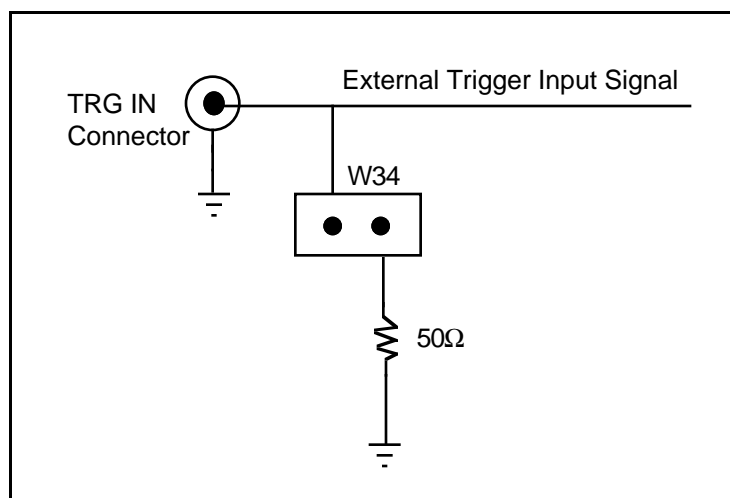 External Trigger Input Signal
TRG IN
Connector
W34
50Ω